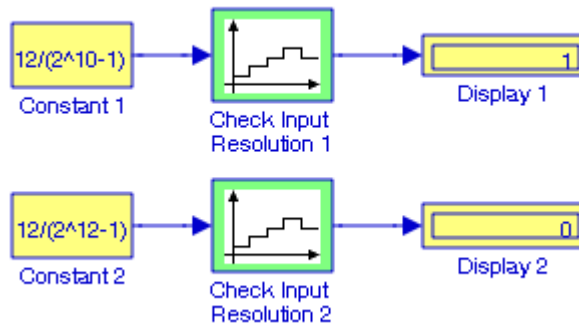 12/(2^10-1)
1
Constant 1
Check Input
Resolution 1
Display 1
12/(2^12-1)
0
Constant 2
Check Input
Resolution 2
Display 2